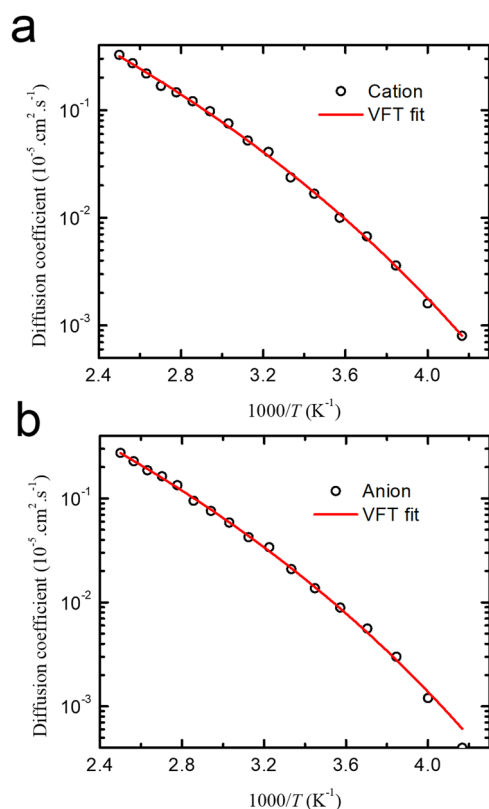 a
Diffusion coefficient (10⁻⁵.cm².s⁻¹)
10⁻¹
10⁻²
10⁻³
Cation
VFT fit
2.4 2.8 3.2 3.6 4.0
1000/T (K⁻¹)
b
Diffusion coefficient (10⁻⁵.cm².s⁻¹)
10⁻¹
10⁻²
10⁻³
Anion
VFT fit
2.4 2.8 3.2 3.6 4.0
1000/T (K⁻¹)